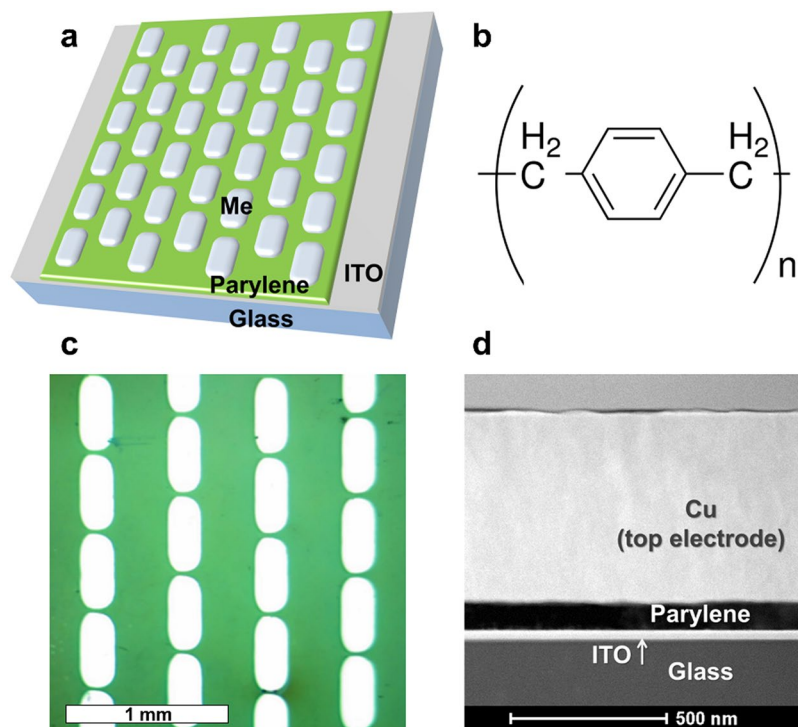 a
Me
ITO
Parylene
Glass
b
H2
C
H2
C
n
c
1 mm
d
Cu
(top electrode)
Parylene
ITO
Glass
500 nm